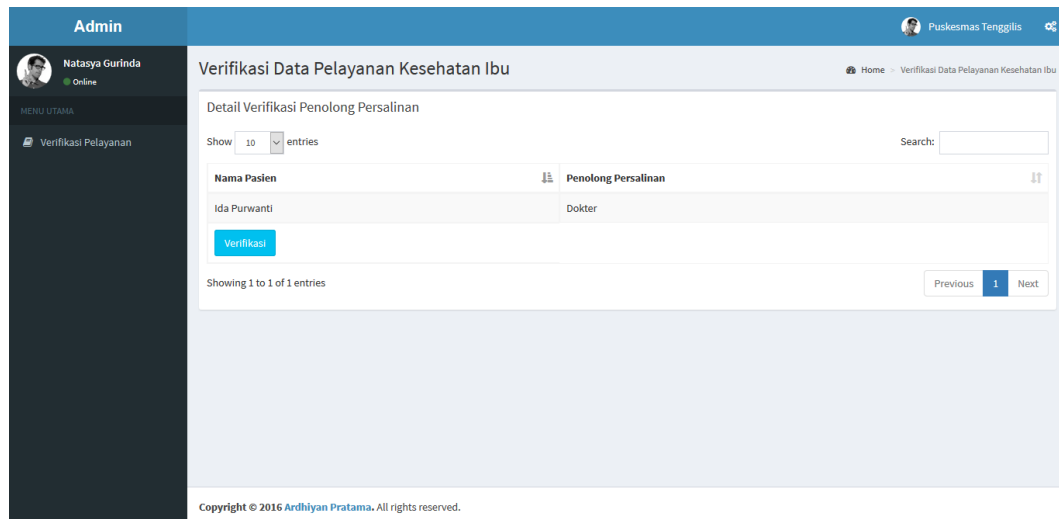 Admin
Puskesmas Tenggilis
Natasya Gurinda
Online
MENU UTAMA
Verifikasi Pelayanan
Verifikasi Data Pelayanan Kesehatan Ibu
Home > Verifikasi Data Pelayanan Kesehatan Ibu
Detail Verifikasi Penolong Persalinan
Show 10 entries
Search:
Nama Pasien Penolong Persalinan
Ida Purwanti Dokter
Verifikasi
Showing 1 to 1 of 1 entries
Previous 1 Next
Copyright © 2016 Ardhiyan Pratama. All rights reserved.